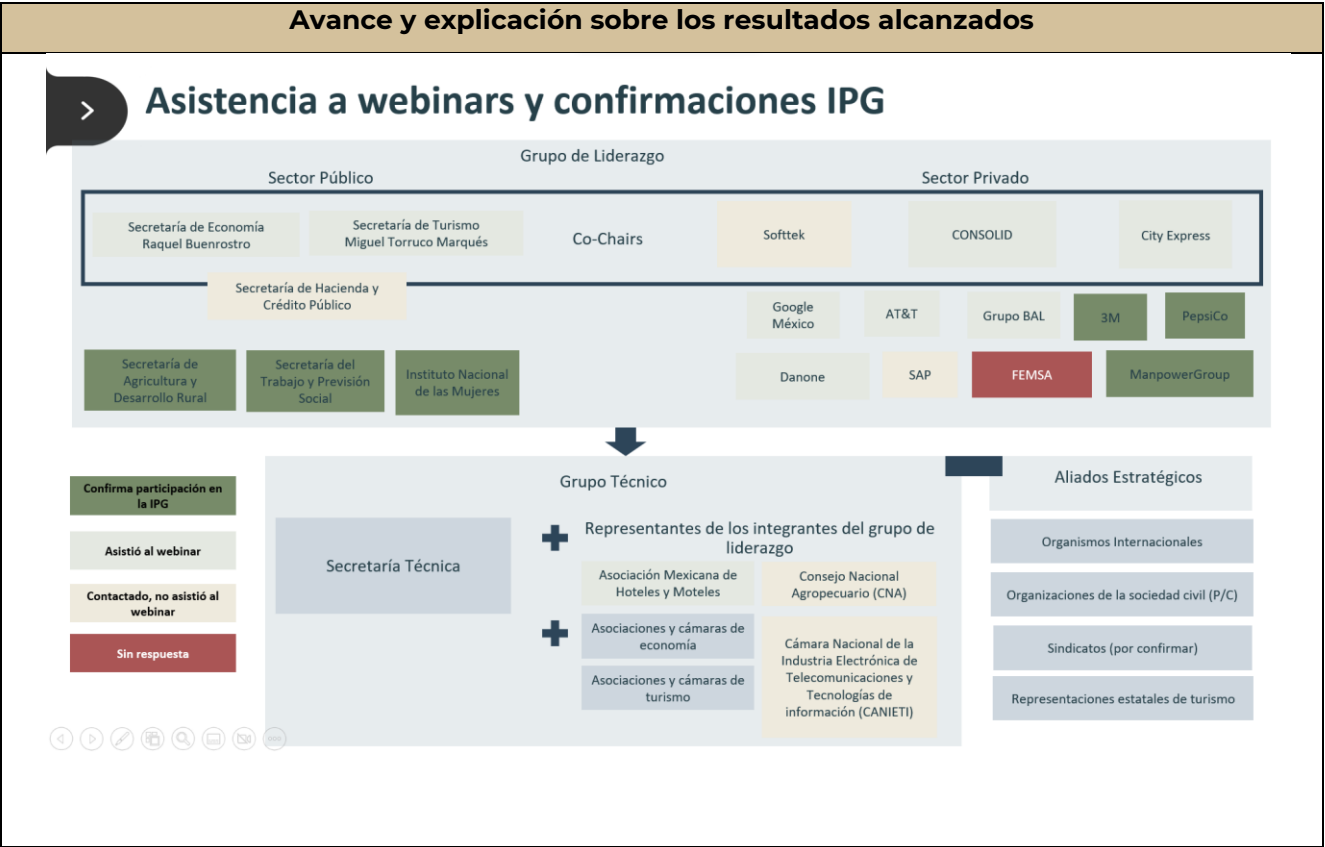 Avance y explicación sobre los resultados alcanzados
Asistencia a webinars y confirmaciones IPG
Grupo de Liderazgo
Sector Público
Sector Privado
Secretaría de Economía
Raquel Buenrostro
Secretaría de Turismo
Miguel Torruco Marqués
Co-Chairs
Softtek
CONSOLID
City Express
Secretaría de Hacienda y
Crédito Público
Google
México
AT&T
Grupo BAL
3M
PepsiCo
Secretaría de
Agricultura y
Desarrollo Rural
Secretaría del
Trabajo y Previsión
Social
Instituto Nacional
de las Mujeres
Danone
SAP
FEMSA
ManpowerGroup
Confirma participación en
la IPG
Asistió al webinar
Contactado, no asistió al
webinar
Sin respuesta
Grupo Técnico
Secretaría Técnica
Representantes de los integrantes del grupo de
liderazgo
Asociación Mexicana de
Hoteles y Moteles
Consejo Nacional
Agropecuario (CNA)
Asociaciones y cámaras de
economía
Asociaciones y cámaras de
turismo
Cámara Nacional de la
Industria Electrónica de
Telecomunicaciones y
Tecnologías de
información (CANIETI)
Aliados Estratégicos
Organismos Internacionales
Organizaciones de la sociedad civil (P/C)
Sindicatos (por confirmar)
Representaciones estatales de turismo